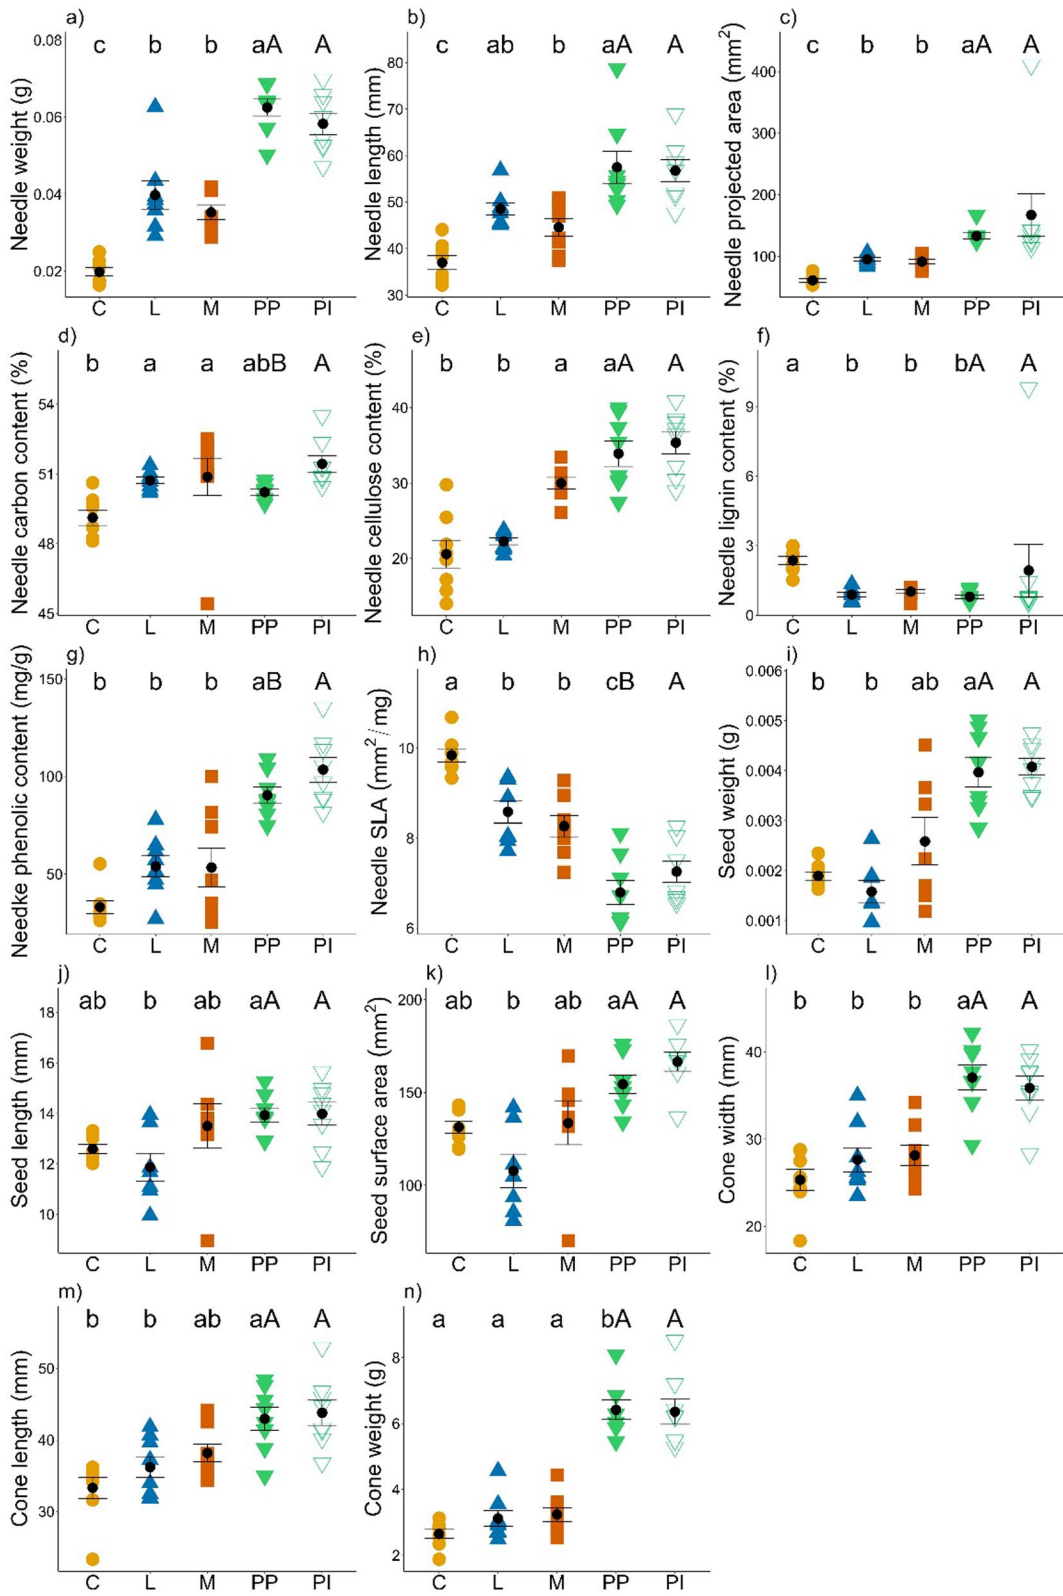 a)
Needle weight (g)
0.08
0.06
0.04
0.02
c b b aA A
C L M PP PI
b)
Needle length (mm)
80
70
60
50
40
30
c ab b aA A
C L M PP PI
c)
Needle projected area (mm²)
400
300
200
100
c b b aA A
C L M PP PI
d)
Needle carbon content (%)
54
51
48
45
b a a abB A
C L M PP PI
e)
Needle cellulose content (%)
40
30
20
b b a aA A
C L M PP PI
f)
Needle lignin content (%)
9
6
3
0
a b b bA A
C L M PP PI
g)
Needke phenolic content (mg/g)
150
100
50
b b b aB A
C L M PP PI
h)
Needle SLA (mm²/mg)
10
8
6
a b b cB A
C L M PP PI
i)
Seed weight (g)
0.006
0.005
0.004
0.003
0.002
0.001
b b ab aA A
C L M PP PI
j)
Seed length (mm)
18
16
14
12
10
ab b ab aA A
C L M PP PI
k)
Seed surface area (mm²)
200
150
100
ab b ab aA A
C L M PP PI
l)
Cone width (mm)
40
30
20
b b b aA A
C L M PP PI
m)
Cone length (mm)
50
40
30
b b ab aA A
C L M PP PI
n)
Cone weight (g)
8
6
4
2
a a a bA A
C L M PP PI